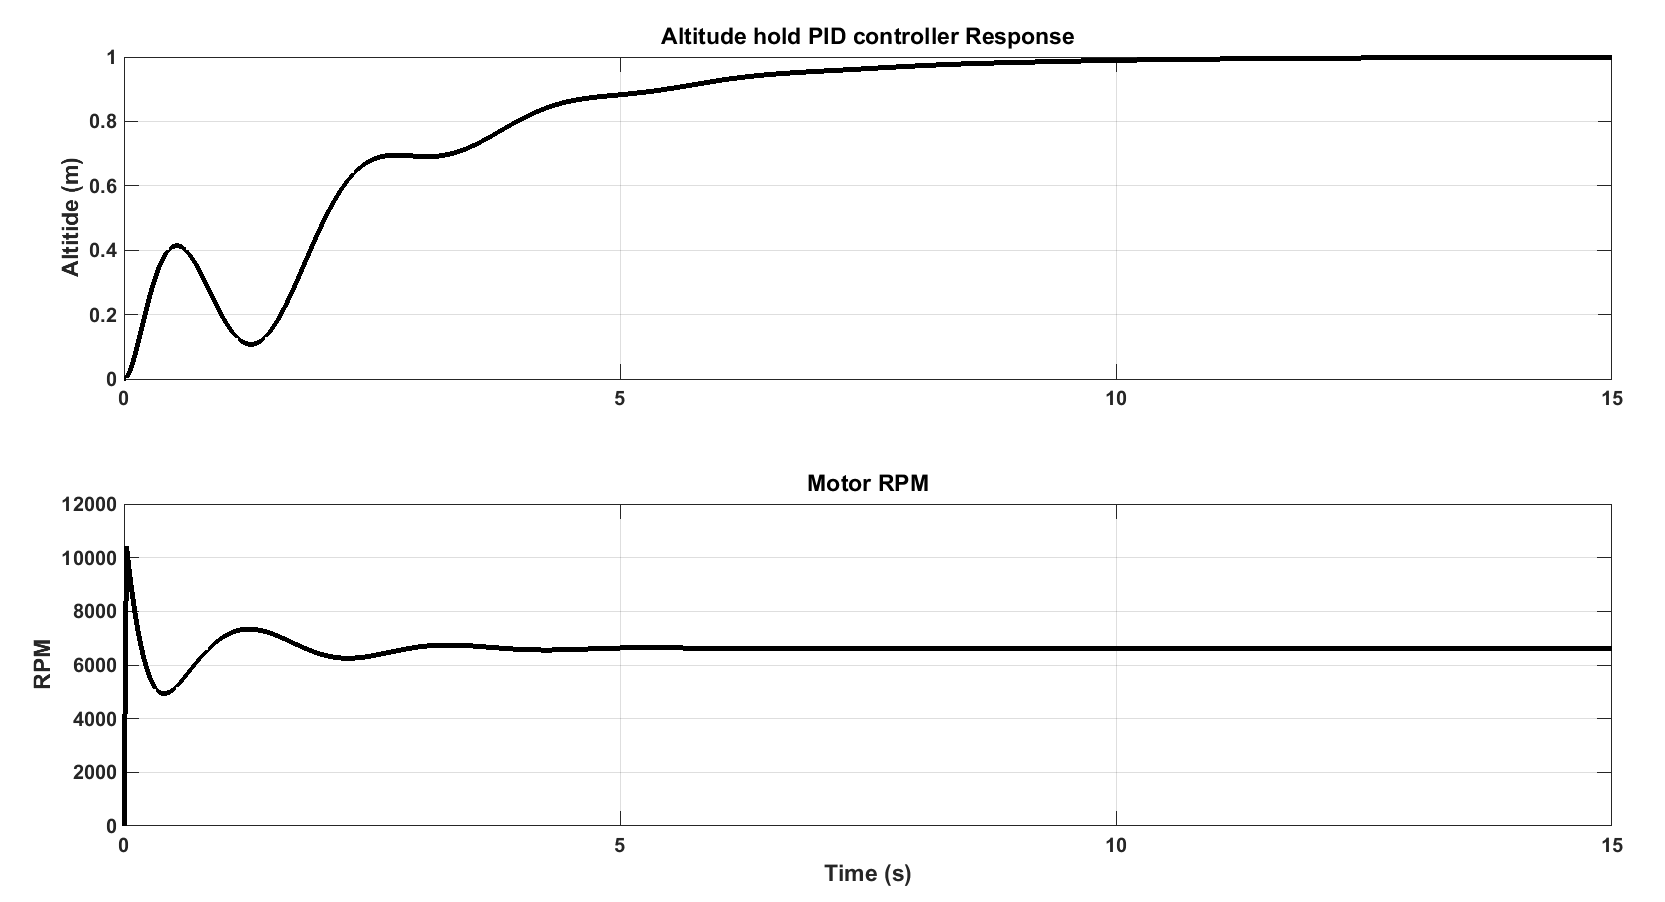 Altitude hold PID controller Response
Altitide (m)
1
0.8
0.6
0.4
0.2
0
0 5 10 15
Motor RPM
RPM
12000
10000
8000
6000
4000
2000
0
0 5 10 15
Time (s)